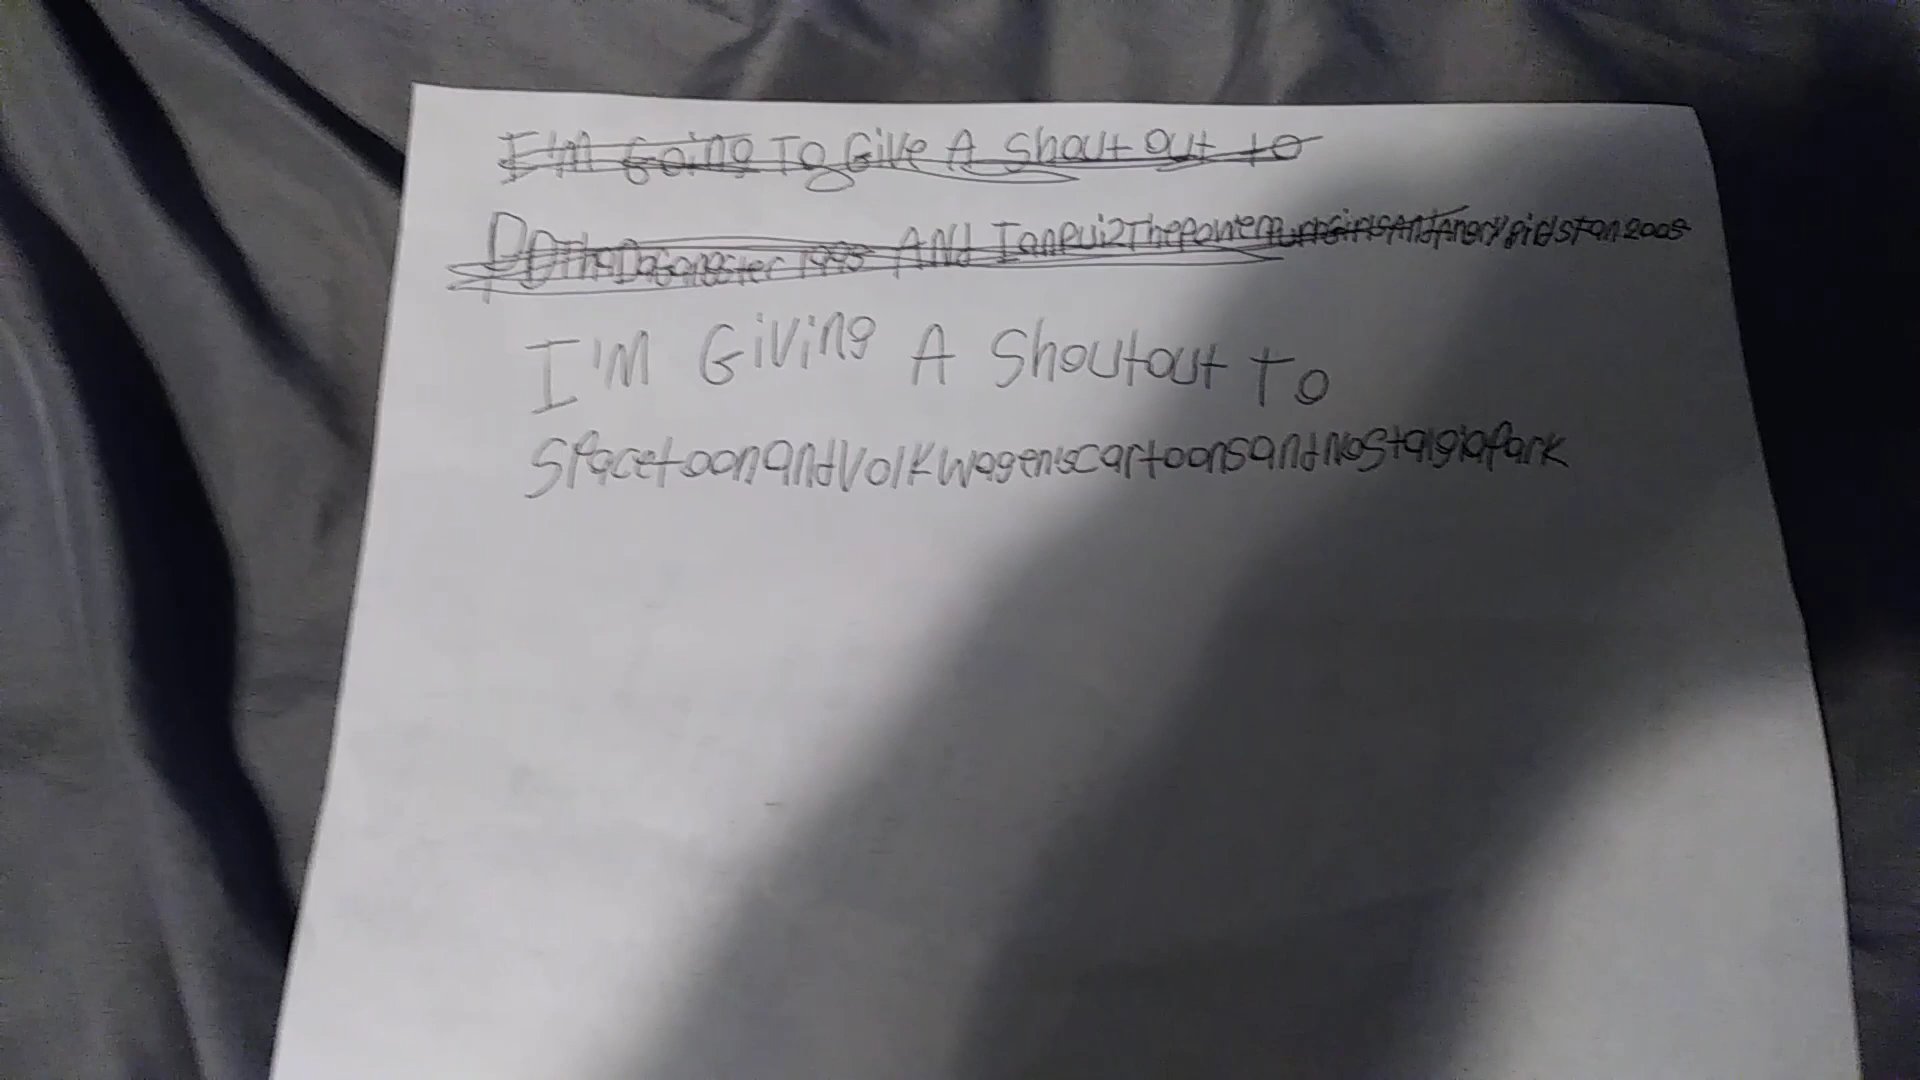 I'm Going To Give A Shout Out to
AND
I'M Giving A Shoutout To
SpacetoonandVolkwagenscartoonsandNostalgiapark